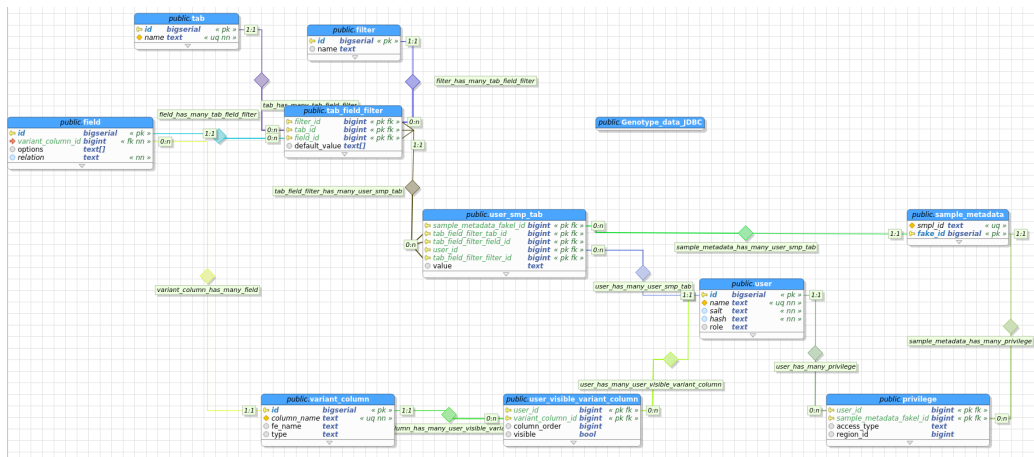 public.tab
id bigserial « pk »
name text « uq nn »
1:1
public.filter
id bigserial « pk »
name text
1:1
filter_has_many_tab_field_filter
tab_has_many_tab_field_filter
field_has_many_tab_field_filter
public.tab_field_filter
filter_id bigint « pk fk »
tab_id bigint « pk fk »
field_id bigint « pk fk »
default_value text[]
0:n
0:n
0:n
1:1
public.field
id bigserial « pk »
variant_column_id bigint « fk nn »
options text[]
relation text « nn »
1:1
0:n
public.Genotype_data_JDBC
tab_field_filter_has_many_user_smp_tab
public.user_smp_tab
sample_metadata_fakeI_id bigint « pk fk »
tab_field_filter_tab_id bigint « pk fk »
tab_field_filter_field_id bigint « pk fk »
user_id bigint « pk fk »
tab_field_filter_filter_id bigint « pk fk »
value text
0:n
0:n
0:n
sample_metadata_has_many_user_smp_tab
1:1
public.sample_metadata
smpl_id text « uq »
fake_id bigserial « pk »
1:1
variant_column_has_many_field
user_has_many_user_smp_tab
1:1
public.user
id bigserial « pk »
name text « uq nn »
salt text « nn »
hash text « nn »
role text
1:1
sample_metadata_has_many_privilege
user_has_many_privilege
user_has_many_user_visible_variant_column
1:1
public.variant_column
id bigserial « pk »
column_name text « uq nn »
fe_name text
type text
1:1
0:n
public.user_visible_variant_column
user_id bigint « pk fk »
variant_column_id bigint « pk fk »
column_order bigint
visible bool
0:n
0:n
public.privilege
user_id bigint « pk fk »
sample_metadata_fakeI_id bigint « pk fk »
access_type text
region_id bigint
0:n